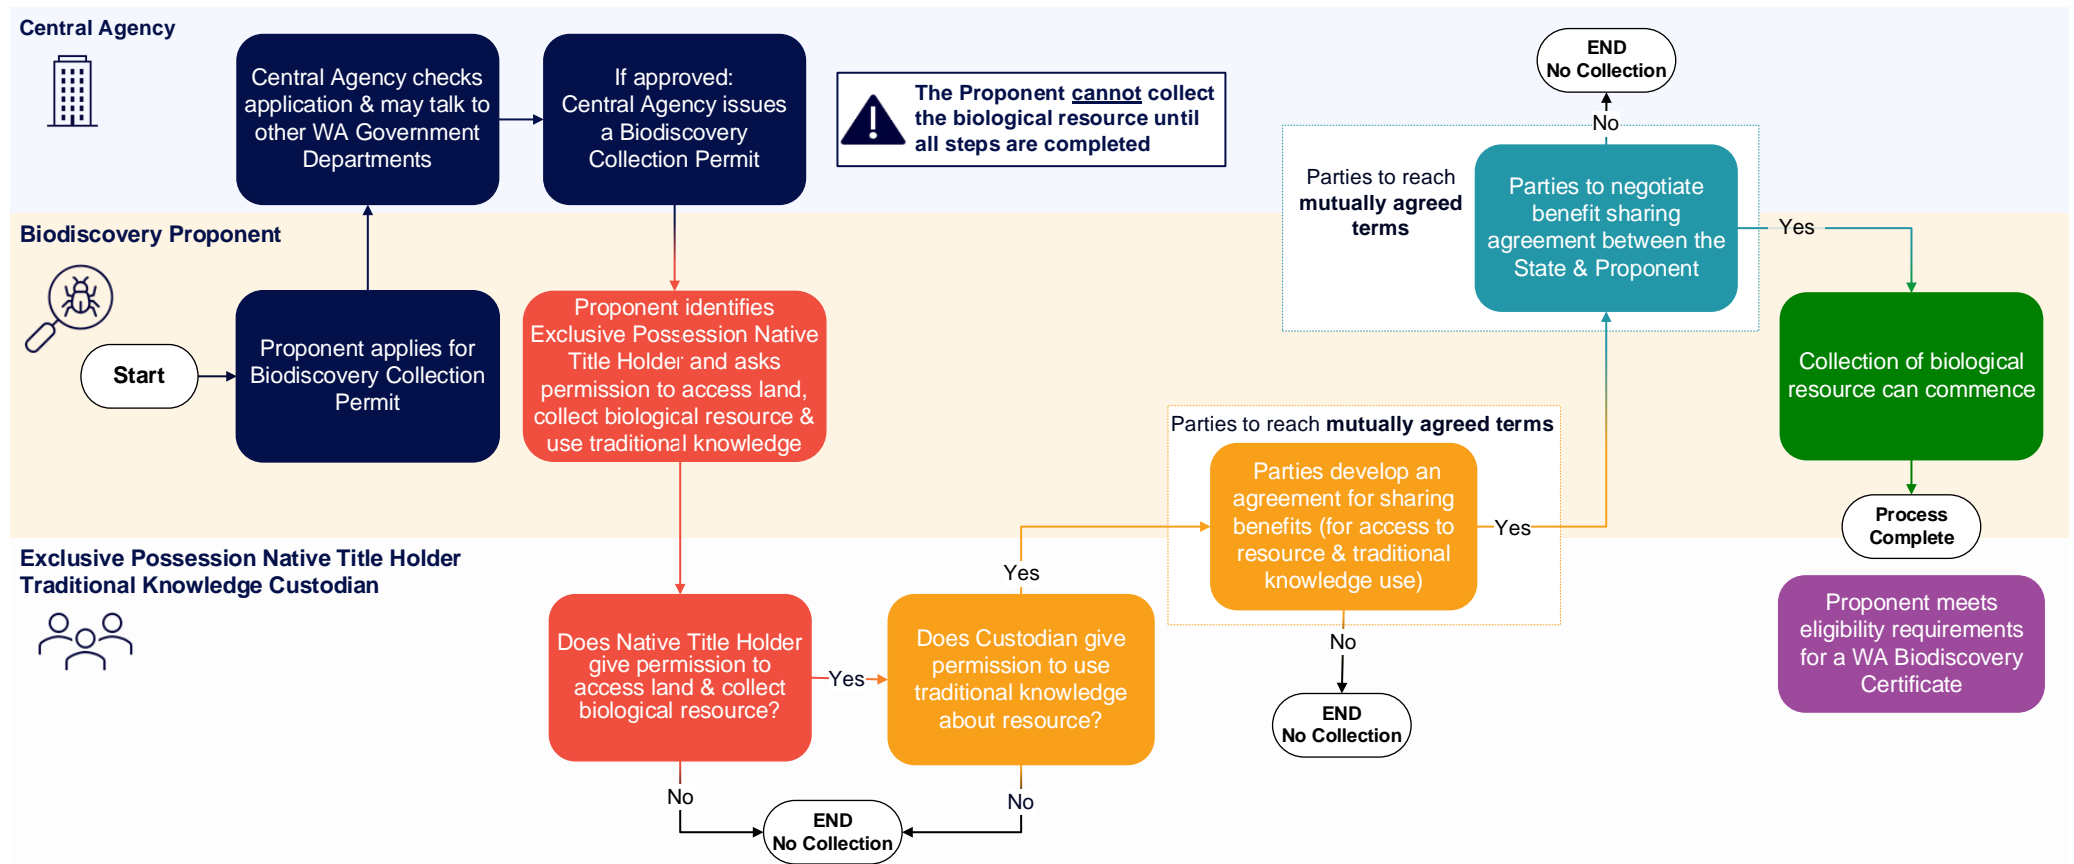 Central Agency
Central Agency checks
application & may talk to
other WA Government
Departments
If approved:
Central Agency issues
a Biodiscovery
Collection Permit
The Proponent cannot collect
the biological resource until
all steps are completed
END
No Collection
No
Parties to reach
mutually agreed
terms
Parties to negotiate
benefit sharing
agreement between the
State & Proponent
Yes
Biodiscovery Proponent
Start
Proponent applies for
Biodiscovery Collection
Permit
Proponent identifies
Exclusive Possession Native
Title Holder and asks
permission to access land,
collect biological resource &
use traditional knowledge
Parties to reach mutually agreed terms
Parties develop an
agreement for sharing
benefits (for access to
resource & traditional
knowledge use)
Yes
No
END
No Collection
Collection of biological
resource can commence
Process
Complete
Exclusive Possession Native Title Holder
Traditional Knowledge Custodian
Does Native Title Holder
give permission to
access land & collect
biological resource?
Yes
No
Does Custodian give
permission to use
traditional knowledge
about resource?
Yes
No
END
No Collection
Proponent meets
eligibility requirements
for a WA Biodiscovery
Certificate